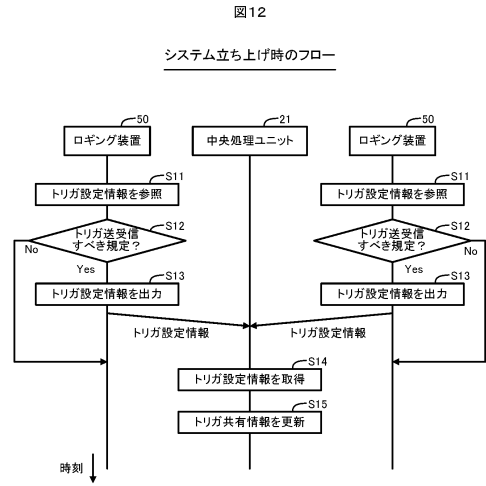 図12
システム立ち上げ時のフロー
50
21
50
ロギング装置
中央処理ユニット
ロギング装置
S11
S11
トリガ設定情報を参照
トリガ設定情報を参照
S12
S12
トリガ送受信
すべき規定？
トリガ送受信
すべき規定？
No
No
Yes
Yes
S13
S13
トリガ設定情報を出力
トリガ設定情報を出力
トリガ設定情報
トリガ設定情報
S14
トリガ設定情報を取得
S15
トリガ共有情報を更新
時刻